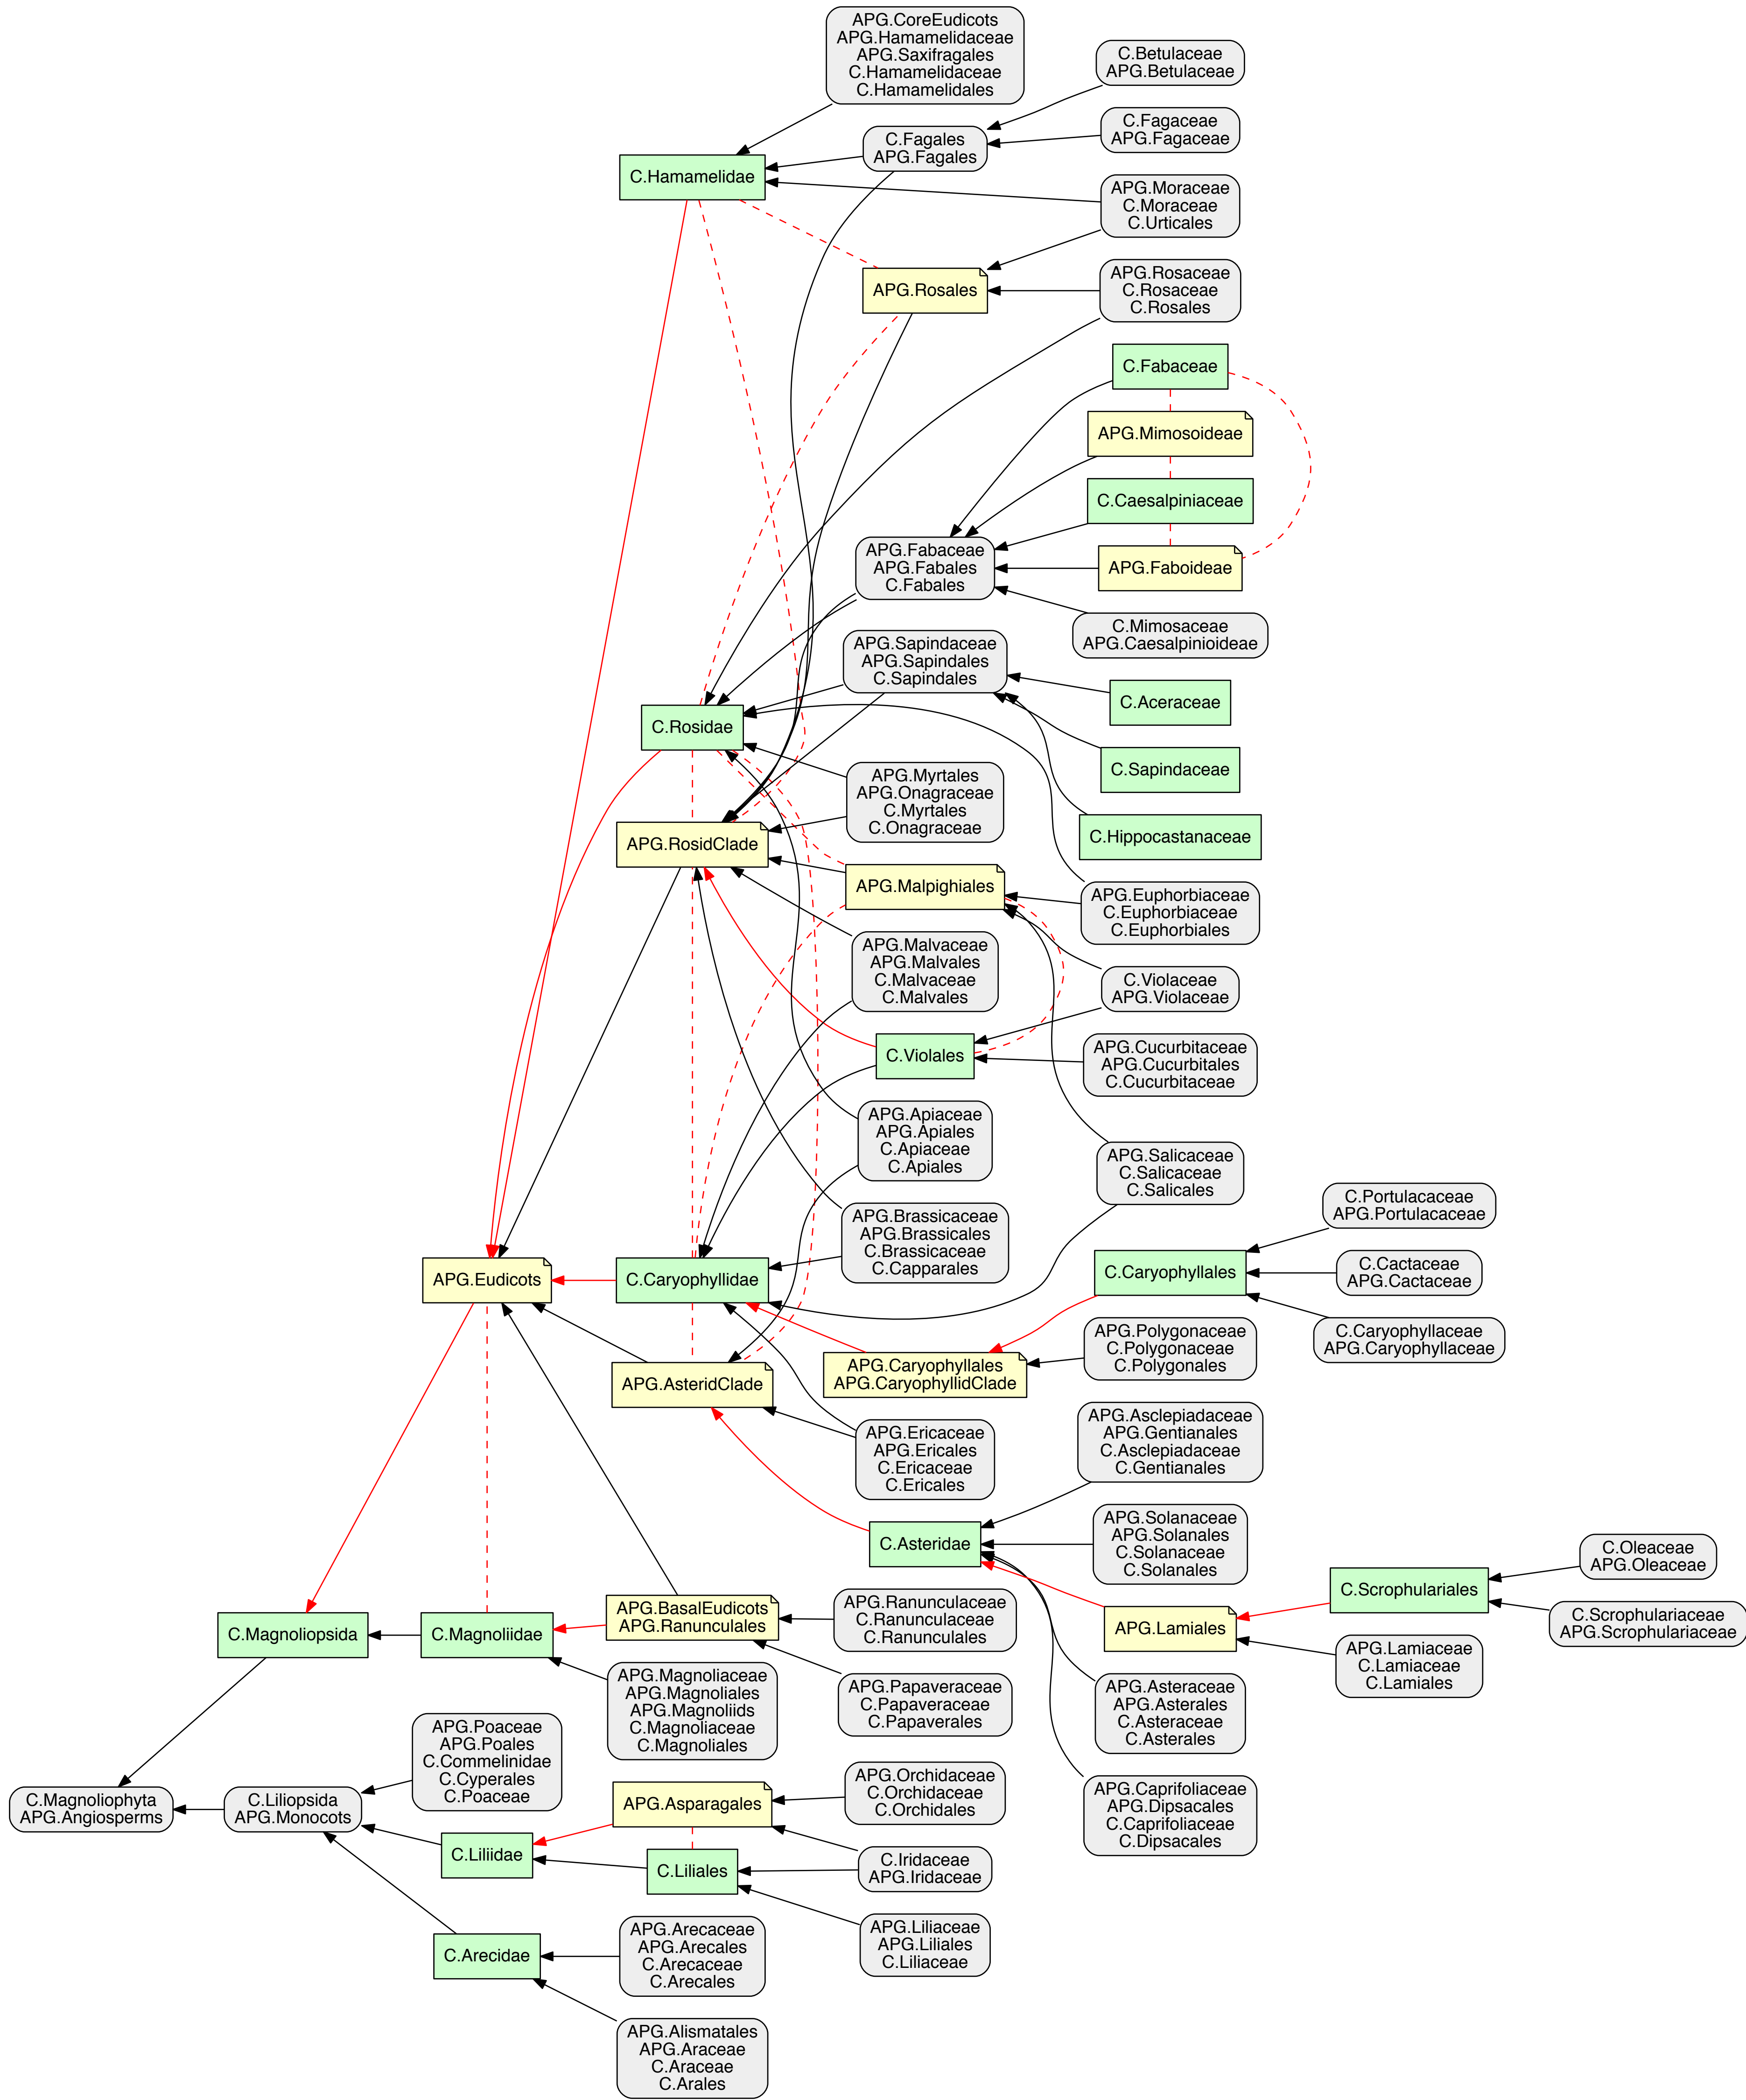 APG.CoreEudicots
APG.Hamamelidaceae
APG.Saxifragales
C.Hamamelidaceae
C.Hamamelidales
C.Betulaceae
APG.Betulaceae
C.Fagaceae
APG.Fagaceae
C.Fagales
APG.Fagales
C.Hamamelidae
APG.Moraceae
C.Moraceae
C.Urticales
APG.Rosales
APG.Rosaceae
C.Rosaceae
C.Rosales
C.Fabaceae
APG.Mimosoideae
C.Caesalpiniaceae
APG.Fabaceae
APG.Fabales
C.Fabales
APG.Faboideae
C.Mimosaceae
APG.Caesalpinioideae
APG.Sapindaceae
APG.Sapindales
C.Sapindales
C.Aceraceae
C.Rosidae
C.Sapindaceae
APG.Myrtales
APG.Onagraceae
C.Myrtales
C.Onagraceae
C.Hippocastanaceae
APG.RosidClade
APG.Malpighiales
APG.Euphorbiaceae
C.Euphorbiaceae
C.Euphorbiales
APG.Malvaceae
APG.Malvales
C.Malvaceae
C.Malvales
C.Violaceae
APG.Violaceae
C.Violales
APG.Cucurbitaceae
APG.Cucurbitales
C.Cucurbitaceae
APG.Apiaceae
APG.Apiales
C.Apiaceae
C.Apiales
APG.Salicaceae
C.Salicaceae
C.Salicales
APG.Brassicaceae
APG.Brassicales
C.Brassicaceae
C.Capparales
C.Portulacaceae
APG.Portulacaceae
APG.Eudicots
C.Caryophyllidae
C.Caryophyllales
C.Cactaceae
APG.Cactaceae
C.Caryophyllaceae
APG.Caryophyllaceae
APG.Polygonaceae
C.Polygonaceae
C.Polygonales
APG.Caryophyllales
APG.CaryophyllidClade
APG.AsteridClade
APG.Ericaceae
APG.Ericales
C.Ericaceae
C.Ericales
APG.Asclepiadaceae
APG.Gentianales
C.Asclepiadaceae
C.Gentianales
C.Asteridae
APG.Solanaceae
APG.Solanales
C.Solanaceae
C.Solanales
C.Oleaceae
APG.Oleaceae
C.Scrophulariales
C.Scrophulariaceae
APG.Scrophulariaceae
C.Magnoliopsida
C.Magnoliidae
APG.BasalEudicots
APG.Ranunculales
APG.Ranunculaceae
C.Ranunculaceae
C.Ranunculales
APG.Lamiales
APG.Lamiaceae
C.Lamiaceae
C.Lamiales
APG.Magnoliaceae
APG.Magnoliales
APG.Magnoliids
C.Magnoliaceae
C.Magnoliales
APG.Papaveraceae
C.Papaveraceae
C.Papaverales
APG.Asteraceae
APG.Asterales
C.Asteraceae
C.Asterales
APG.Poaceae
APG.Poales
C.Commelinidae
C.Cyperales
C.Poaceae
C.Magnoliophyta
APG.Angiosperms
C.Liliopsida
APG.Monocots
APG.Asparagales
APG.Orchidaceae
C.Orchidaceae
C.Orchidales
APG.Caprifoliaceae
APG.Dipsacales
C.Caprifoliaceae
C.Dipsacales
C.Liliidae
C.Liliales
C.Iridaceae
APG.Iridaceae
APG.Liliaceae
APG.Liliales
C.Liliaceae
C.Arecidae
APG.Arecaceae
APG.Arecales
C.Arecaceae
C.Arecales
APG.Alismatales
APG.Araceae
C.Araceae
C.Arales